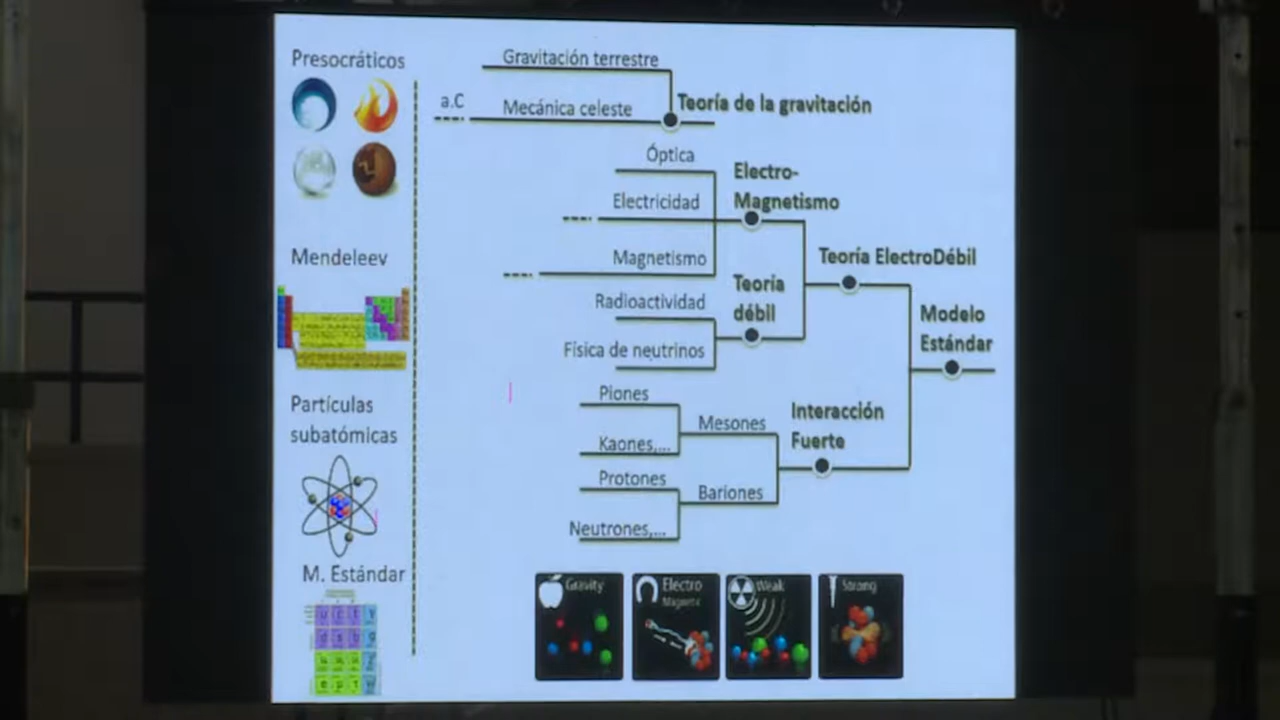 Presocráticos
Mendeleev
Partículas
subatómicas
M. Estándar
Gravitación terrestre
a.C
Mecánica celeste
Teoría de la gravitación
Óptica
Electricidad
Magnetismo
Electro-
Magnetismo
Radioactividad
Física de neutrinos
Teoría
débil
Teoría ElectroDébil
Piones
Kaones,...
Mesones
Protones
Neutrones,...
Bariones
Interacción
Fuerte
Modelo
Estándar
Gravity
Electro
Magnetic
Weak
Strong